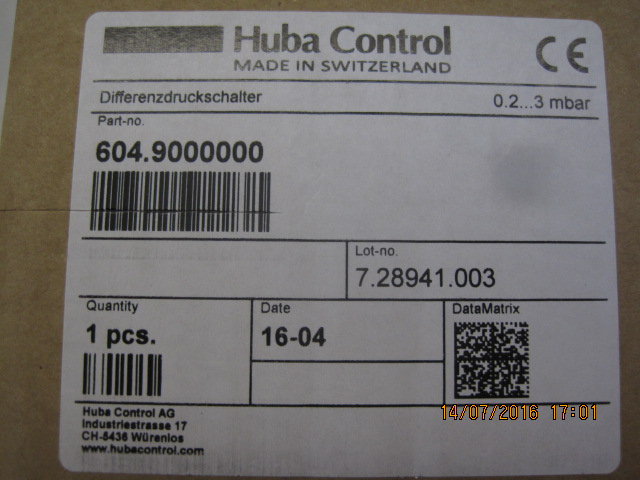 Huba Control
MADE IN SWITZERLAND
CE
Differenzdruckschalter 0.2...3 mbar
Part-no.
604.9000000
Lot-no.
7.28941.003
Quantity
1 pcs.
Date
16-04
DataMatrix
Huba Control AG
Industriestrasse 17
CH-5436 Würenlos
www.hubacontrol.com
14/07/2016 17:01